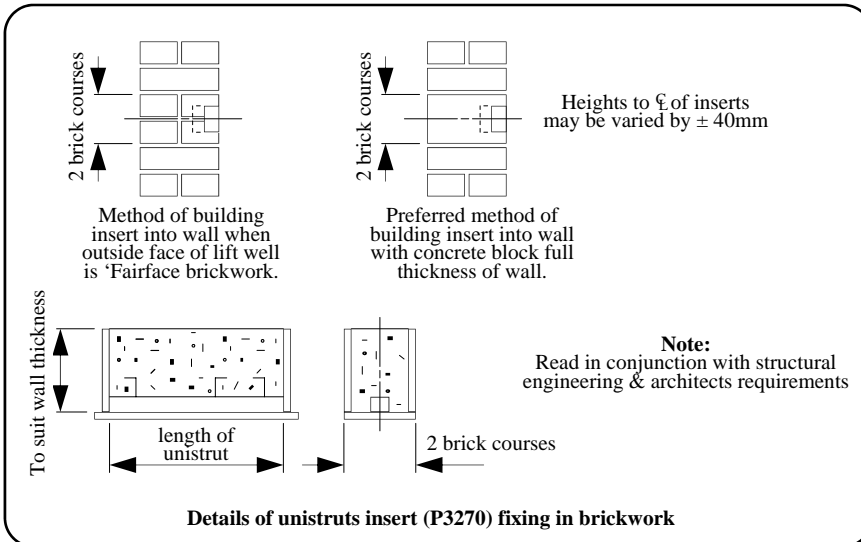 2 brick courses
2 brick courses
Heights to ℄ of inserts
may be varied by ± 40mm
Method of building
insert into wall when
outside face of lift well
is ‘Fairface brickwork.
Preferred method of
building insert into wall
with concrete block full
thickness of wall.
To suit wall thickness
length of
unistrut
2 brick courses
Note:
Read in conjunction with structural
engineering & architects requirements
Details of unistruts insert (P3270) fixing in brickwork